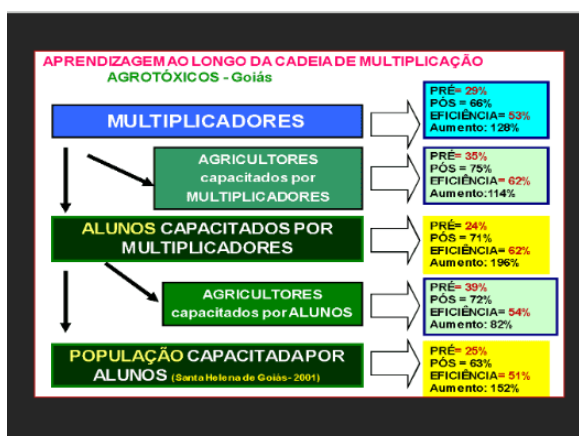 APRENDIZAGEM AO LONGO DA CADEIA DE MULTIPLICAÇÃO
AGROTÓXICOS - Goiás
MULTIPLICADORES
PRÉ= 29%
PÓS = 66%
EFICIÊNCIA= 53%
Aumento: 128%
AGRICULTORES
capacitados por
MULTIPLICADORES
PRÉ= 35%
PÓS = 75%
EFICIÊNCIA= 62%
Aumento:114%
ALUNOS CAPACITADOS POR
MULTIPLICADORES
PRÉ= 24%
PÓS = 71%
EFICIÊNCIA= 62%
Aumento: 196%
AGRICULTORES
capacitados por ALUNOS
PRÉ= 39%
PÓS = 72%
EFICIÊNCIA= 54%
Aumento: 82%
POPULAÇÃO CAPACITADA POR
ALUNOS (Santa Helena de Goiás- 2001)
PRÉ= 25%
PÓS = 63%
EFICIÊNCIA= 51%
Aumento: 152%